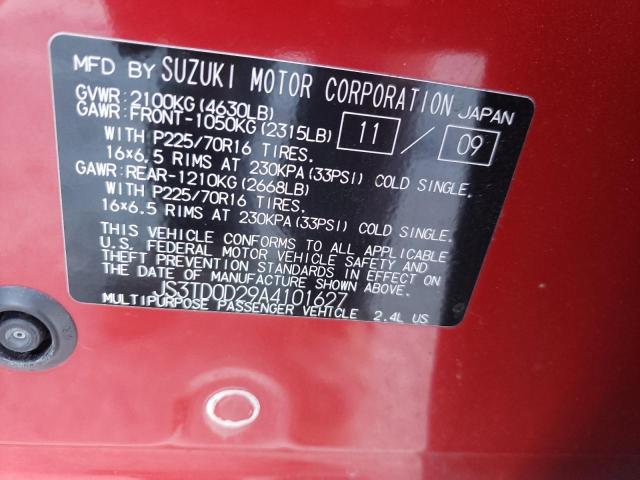 MFD BY SUZUKI MOTOR CORPORATION JAPAN
GVWR:2100KG(4630LB)
GAWR:FRONT-1050KG(2315LB) 11 / 09
WITH P225/70R16 TIRES.
16×6.5 RIMS AT 230KPA(33PSI) COLD SINGLE.
GAWR:REAR-1210KG(2668LB)
WITH P225/70R16 TIRES.
16×6.5 RIMS AT 230KPA(33PSI) COLD SINGLE.
THIS VEHICLE CONFORMS TO ALL APPLICABLE
U.S. FEDERAL MOTOR VEHICLE SAFETY AND
THEFT PREVENTION STANDARDS IN EFFECT ON
THE DATE OF MANUFACTURE SHOWN ABOVE.
JS3TD0D29A4101627
MULTIPURPOSE PASSENGER VEHICLE 2.4L US